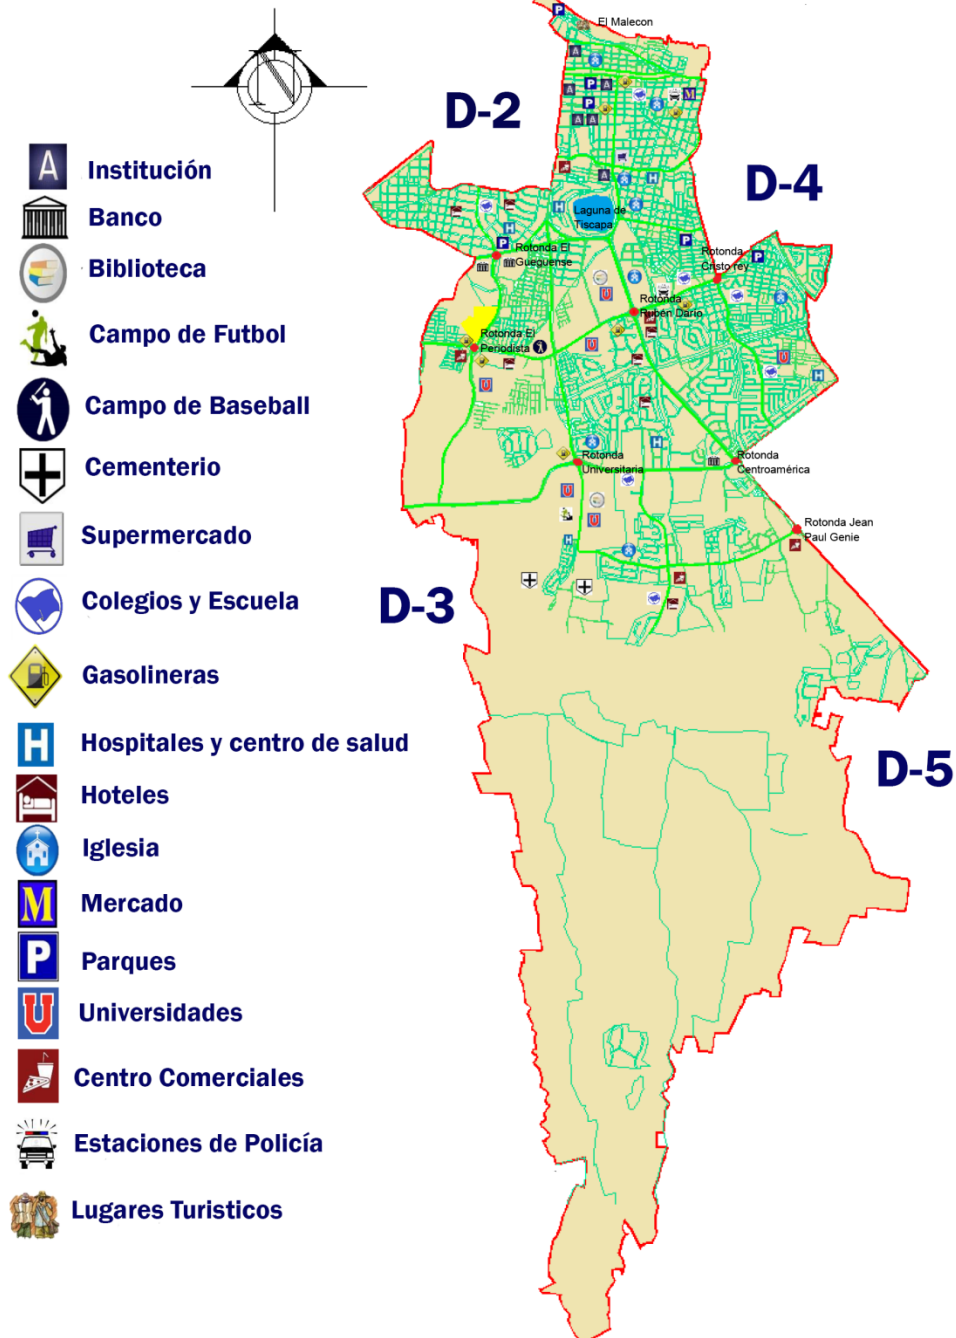 El Malecon
D-2
D-4
A Institución
Banco
Biblioteca
Campo de Futbol
Campo de Baseball
Cementerio
Supermercado
Colegios y Escuela
Gasolineras
H Hospitales y centro de salud
Hoteles
Iglesia
M Mercado
P Parques
U Universidades
Centro Comerciales
Estaciones de Policía
Lugares Turisticos
Laguna de
Tiscapa
Rotonda El
Gueguense
Rotonda
Cristo rey
Rotonda
Rubén Darío
Rotonda El
Periodista
Rotonda
Universitaria
Rotonda
Centroamérica
Rotonda Jean
Paul Genie
D-3
D-5